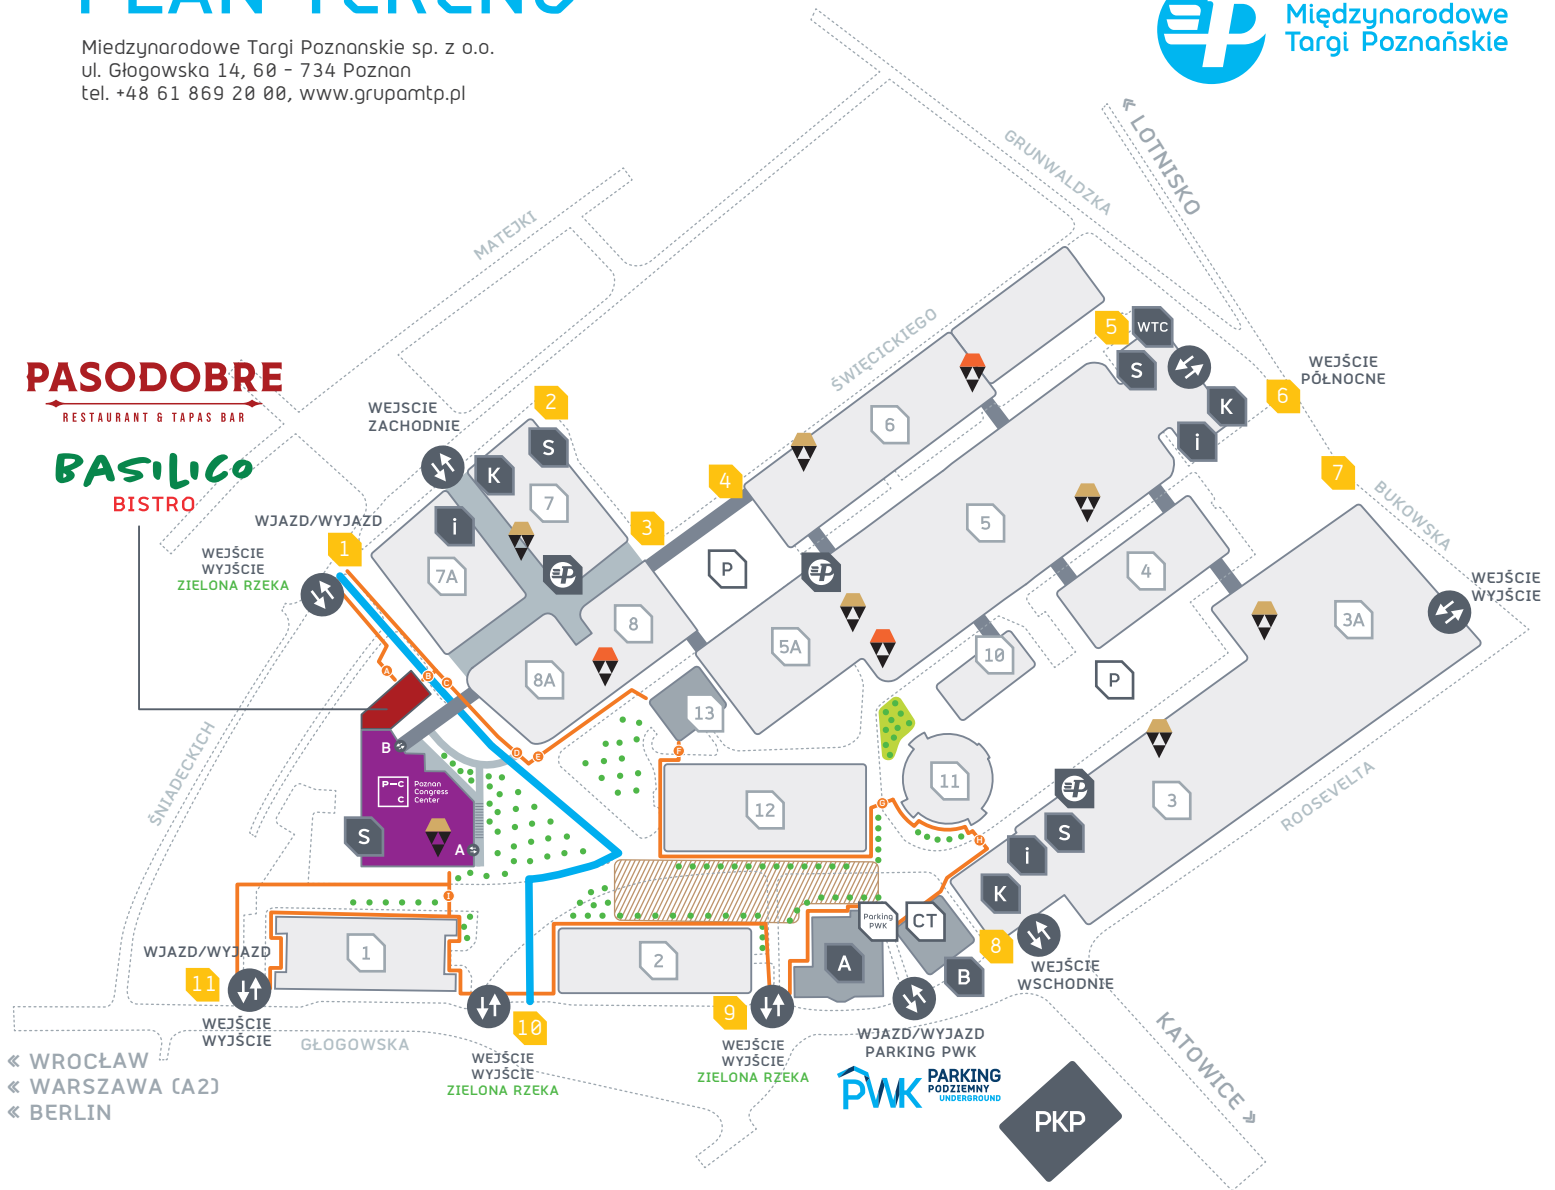 PLAN TERENU
Miedzynarodowe Targi Poznanskie sp. z o.o.
ul. Głogowska 14, 60 - 734 Poznan
tel. +48 61 869 20 00, www.grupamtp.pl
Międzynarodowe
Targi Poznańskie
« LOTNISKO
GRUNWALDZKA
MATEJKI
ŚWIĘCICKIEGO
5
WTC
S
WEJŚCIE
PÓŁNOCNE
6
K
i
7
BUKOWSKA
PASODOBRE
RESTAURANT & TAPAS BAR
BASILICO
BISTRO
WEJSCIE
ZACHODNIE
2
S
K
7
i
7A
3
4
6
P
5
4
3A
WEJŚCIE
WYJŚCIE
WJAZD/WYJAZD
1
WEJŚCIE
WYJŚCIE
ZIELONA RZEKA
8
8A
5A
10
P
13
A
B
C
D
E
F
G
H
I
ŚNIADECKICH
B
P-C
C
Poznan
Congress
Center
S
A
12
11
3
S
i
K
ROOSEVELTA
8
WEJŚCIE
WSCHODNIE
Parking
PWK
CT
A
B
1
2
WJAZD/WYJAZD
11
WEJŚCIE
WYJŚCIE
GŁOGOWSKA
10
WEJŚCIE
WYJŚCIE
ZIELONA RZEKA
9
WEJŚCIE
WYJŚCIE
ZIELONA RZEKA
WJAZD/WYJAZD
PARKING PWK
PWK PARKING
PODZIEMNY
UNDERGROUND
PKP
KATOWICE »
« WROCŁAW
« WARSZAWA (A2)
« BERLIN